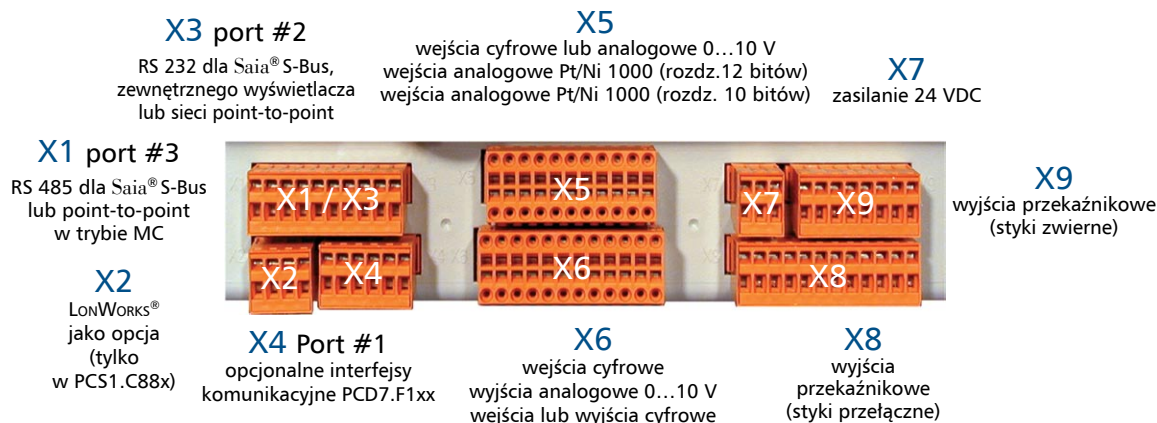 X3 port #2
RS 232 dla Saia® S-Bus,
zewnętrznego wyświetlacza
lub sieci point-to-point
X5
wejścia cyfrowe lub analogowe 0…10 V
wejścia analogowe Pt/Ni 1000 (rozdz.12 bitów)
wejścia analogowe Pt/Ni 1000 (rozdz. 10 bitów)
X7
zasilanie 24 VDC
X1 port #3
RS 485 dla Saia® S-Bus
lub point-to-point
w trybie MC
X9
wyjścia przekaźnikowe
(styki zwierne)
X1 / X3
X5
X7
X9
X2
X4
X6
X8
X2
LONWORKS®
jako opcja
(tylko
w PCS1.C88x)
X4 Port #1
opcjonalne interfejsy
komunikacyjne PCD7.F1xx
X6
wejścia cyfrowe
wyjścia analogowe 0…10 V
wejścia lub wyjścia cyfrowe
X8
wyjścia
przekaźnikowe
(styki przełączne)